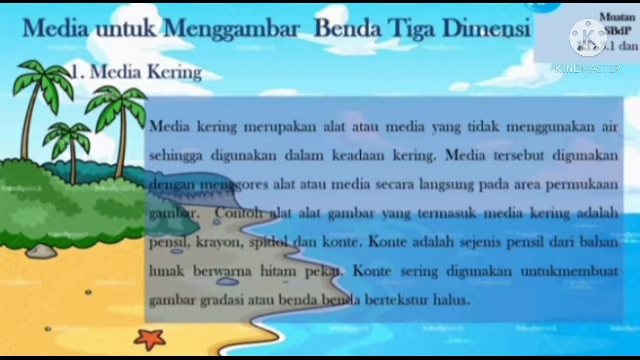 Media untuk Menggambar Benda Tiga Dimensi
Muatan
SBdP
3.1 dan
KINEMASTER
1. Media Kering
Media kering merupakan alat atau media yang tidak menggunakan air
sehingga digunakan dalam keadaan kering. Media tersebut digunakan
dengan menggores alat atau media secara langsung pada area permukaan
gambar. Contoh alat alat gambar yang termasuk media kering adalah
pensil, krayon, spidol dan konte. Konte adalah sejenis pensil dari bahan
lunak berwarna hitam pekat. Konte sering digunakan untukmembuat
gambar gradasi atau benda benda bertekstur halus.